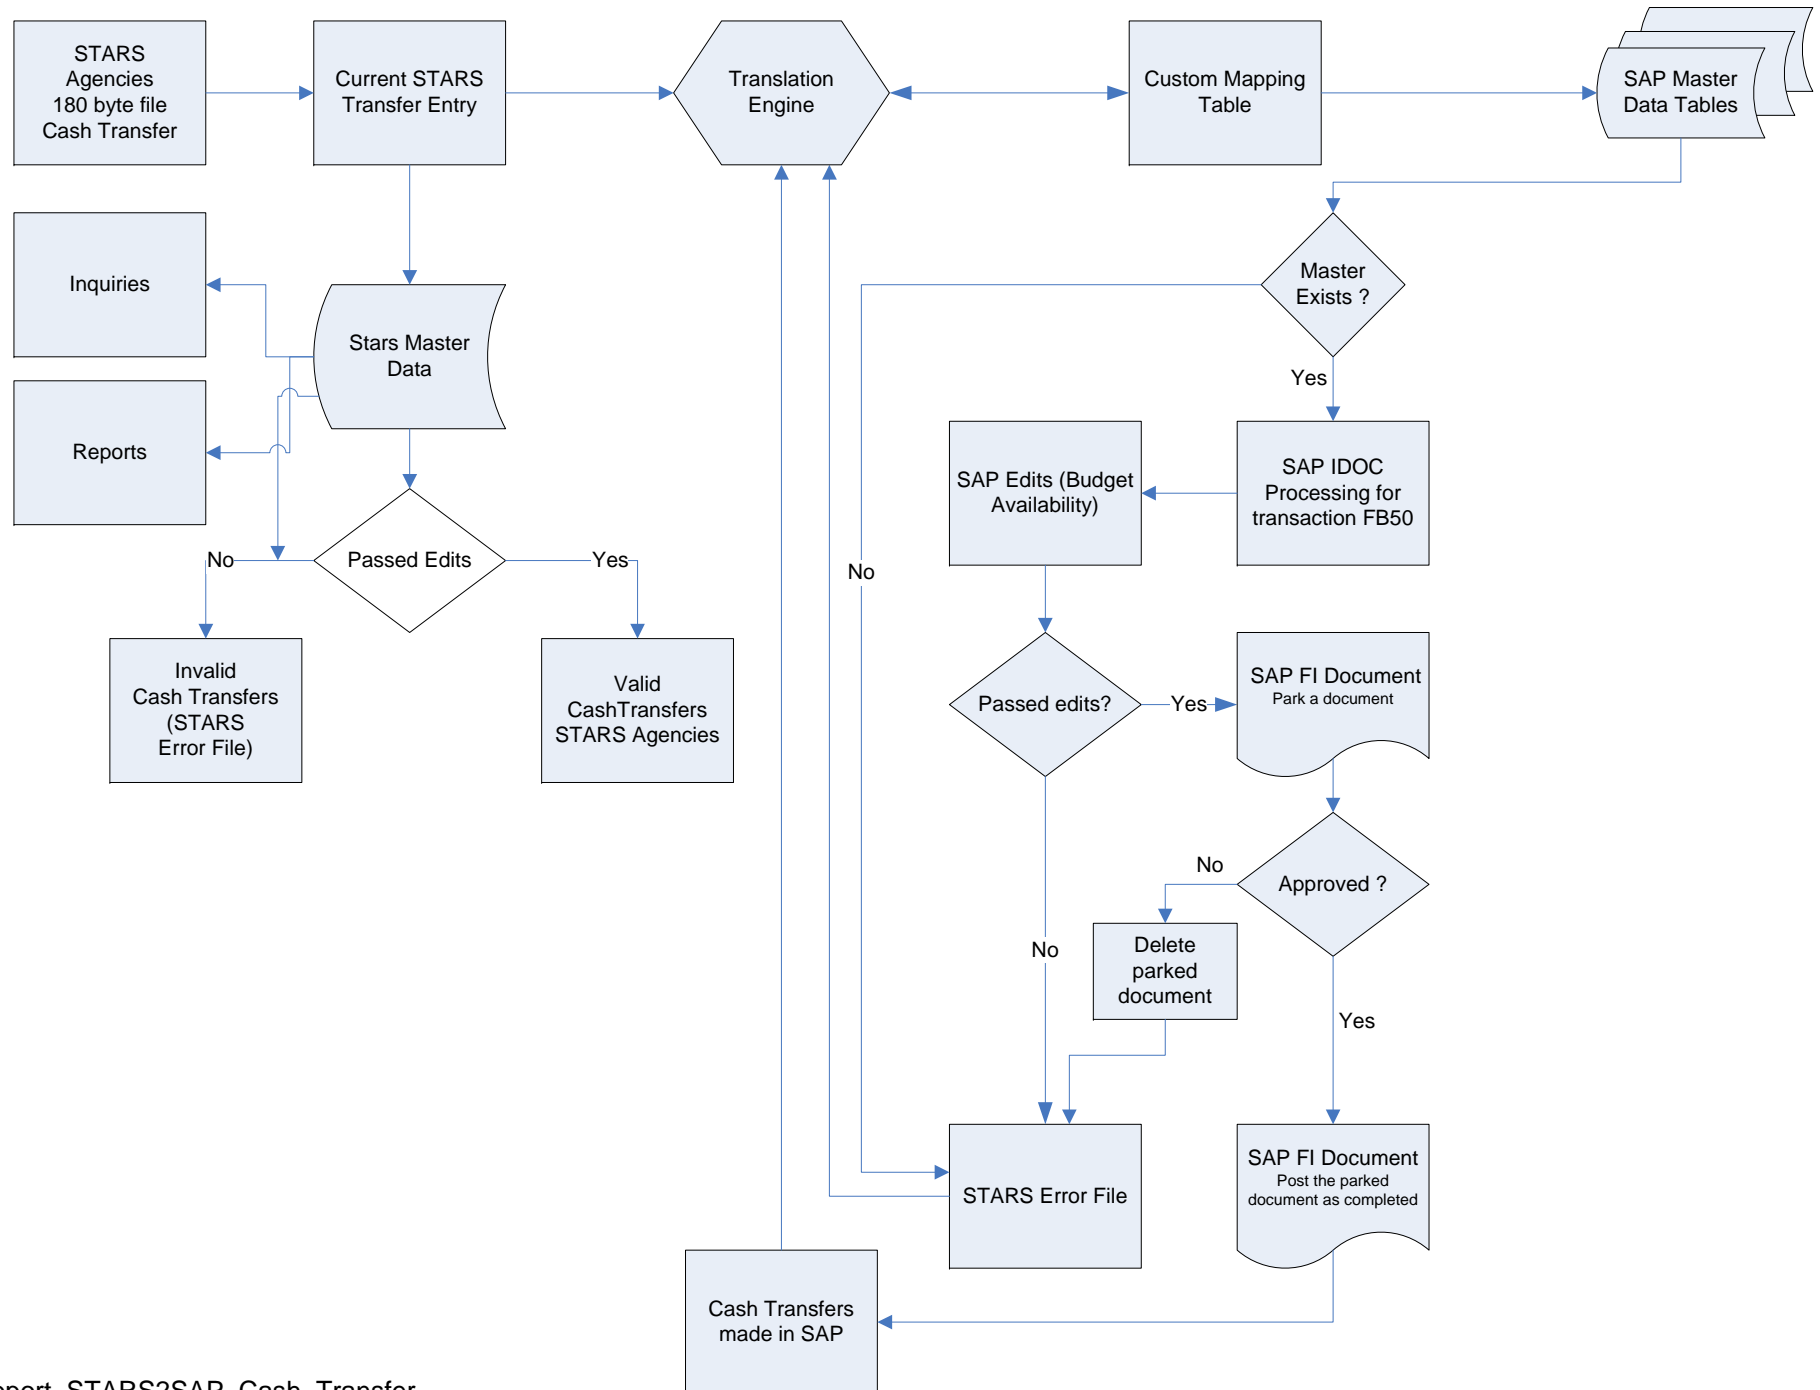 STARS
Agencies
180 byte file
Cash Transfer
Current STARS
Transfer Entry
Translation
Engine
Custom Mapping
Table
SAP Master
Data Tables
Inquiries
Master
Exists ?
Stars Master
Data
Yes
Reports
SAP Edits (Budget
Availability)
SAP IDOC
Processing for
transaction FB50
No
Passed Edits
Yes
No
Invalid
Cash Transfers
(STARS
Error File)
Valid
CashTransfers
STARS Agencies
Passed edits?
Yes
SAP FI Document
Park a document
No
Approved ?
No
Delete
parked
document
Yes
SAP FI Document
Post the parked
document as completed
STARS Error File
Cash Transfers
made in SAP
STARS2SAP Cash Transfer